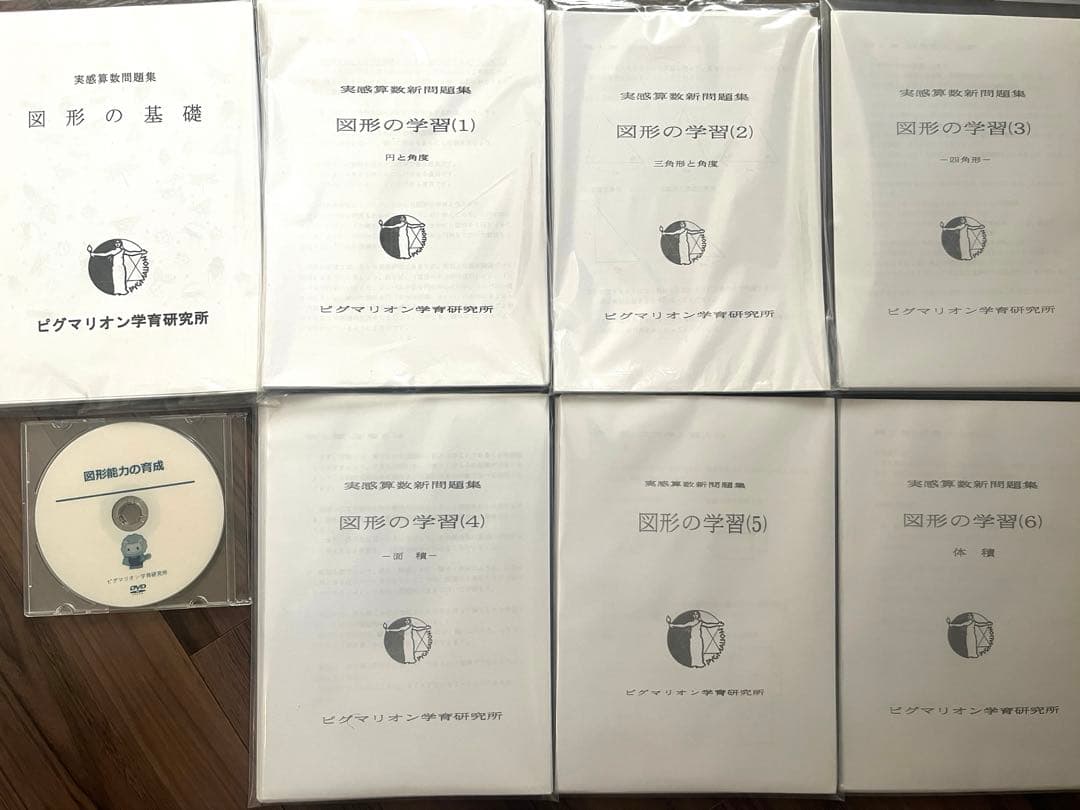 実感算数問題集
図形の基礎
PYGMALION
ピグマリオン学育研究所
実感算数新問題集
図形の学習(1)
円と角度
PYGMALION
ピグマリオン学育研究所
実感算数新問題集
図形の学習(2)
三角形と角度
PYGMALION
ピグマリオン学育研究所
実感算数新問題集
図形の学習(3)
－四角形－
PYGMALION
ピグマリオン学育研究所
図形能力の育成
ピグマリオン学育研究所
DVD
実感算数新問題集
図形の学習(4)
－面 積－
PYGMALION
ピグマリオン学育研究所
実感算数新問題集
図形の学習(5)
PYGMALION
ピグマリオン学育研究所
実感算数新問題集
図形の学習(6)
体 積
PYGMALION
ピグマリオン学育研究所